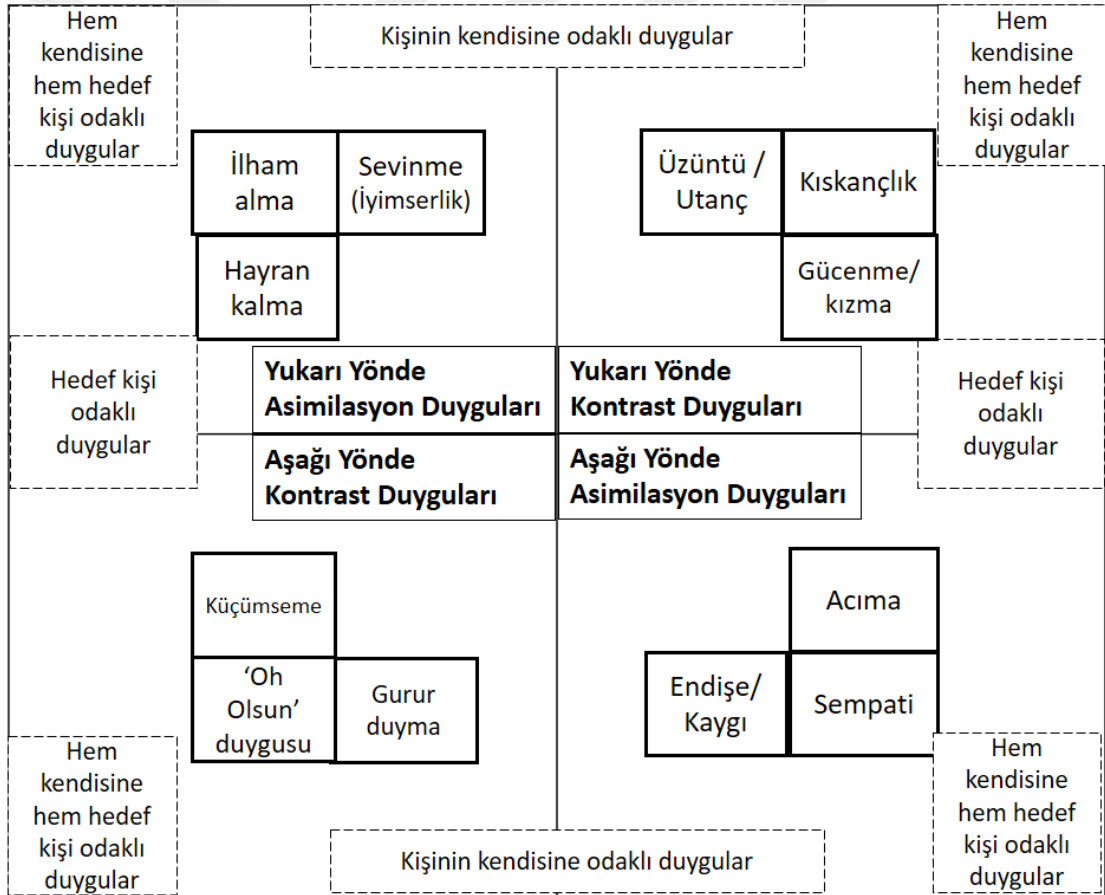 Hem
kendisine
hem hedef
kişi odaklı
duygular
Kişinin kendisine odaklı duygular
Hem
kendisine
hem hedef
kişi odaklı
duygular
İlham
alma
Sevinme
(İyimserlik)
Üzüntü /
Utanç
Kıskançlık
Hayran
kalma
Gücenme/
kızma
Hedef kişi
odaklı
duygular
Yukarı Yönde
Asimilasyon Duyguları
Yukarı Yönde
Kontrast Duyguları
Hedef kişi
odaklı
duygular
Aşağı Yönde
Kontrast Duyguları
Aşağı Yönde
Asimilasyon Duyguları
Küçümseme
Acıma
‘Oh
Olsun’
duygusu
Gurur
duyma
Endişe/
Kaygı
Sempati
Hem
kendisine
hem hedef
kişi odaklı
duygular
Kişinin kendisine odaklı duygular
Hem
kendisine
hem hedef
kişi odaklı
duygular